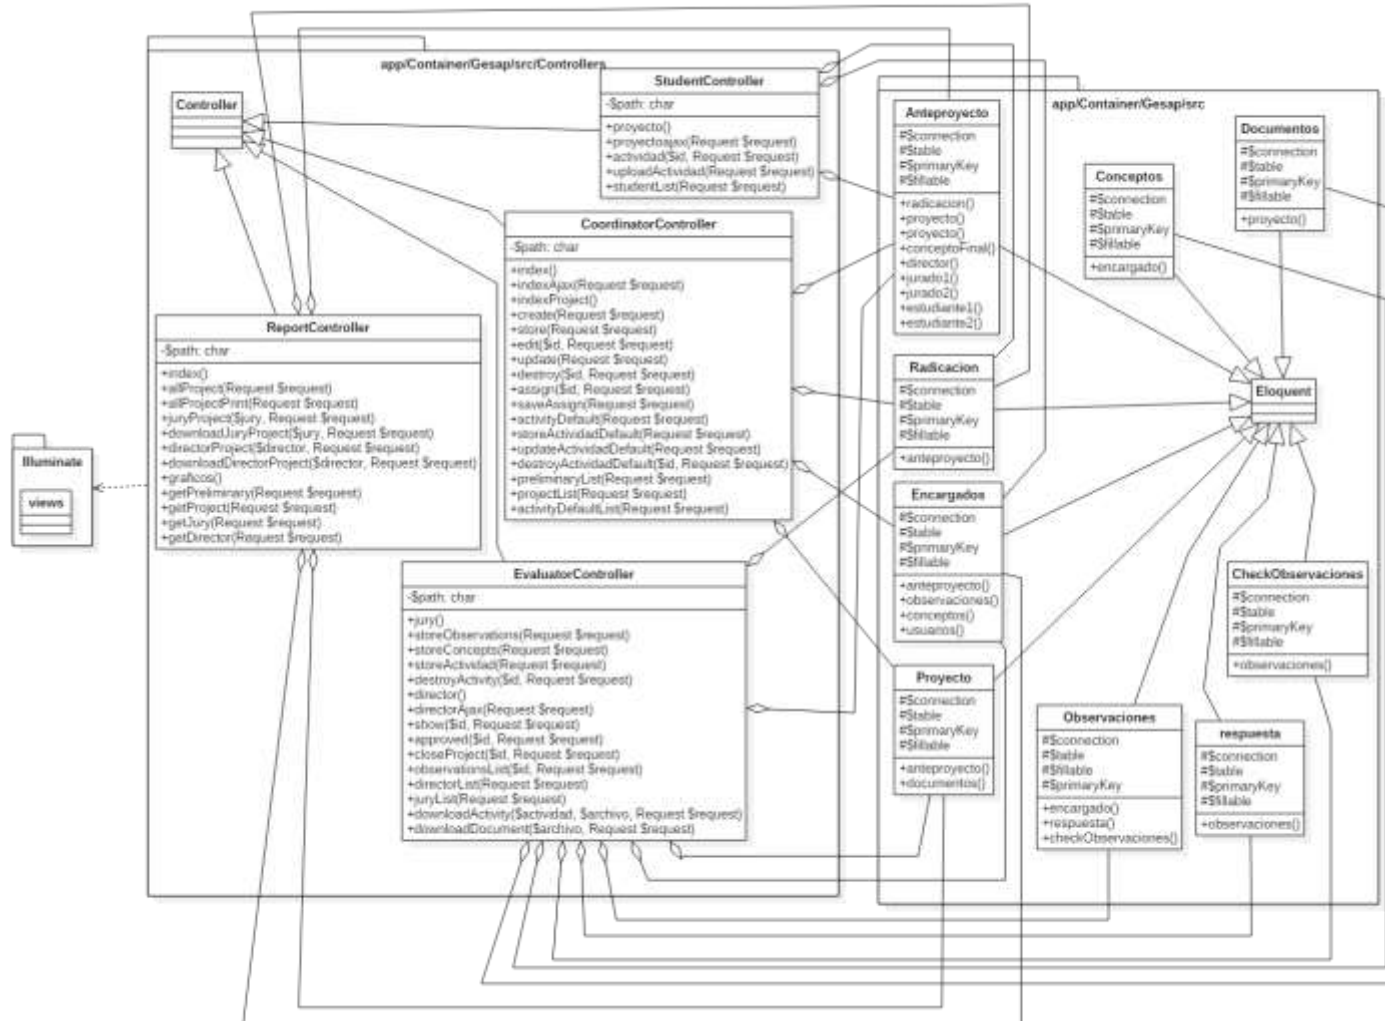 app/Container/Gesap/src/Controllers
Controller
StudentController
-$path: char
+proyecto()
+proyectoajax(Request $request)
+actividad($id, Request $request)
+uploadActividad(Request $request)
+studentList(Request $request)
CoordinatorController
-$path: char
+index()
+indexAjax(Request $request)
+indexProject()
+create(Request $request)
+store(Request $request)
+edit($id, Request $request)
+update(Request $request)
+destroy($id, Request $request)
+assign($id, Request $request)
+saveAssign(Request $request)
+activityDefault(Request $request)
+storeActividadDefault(Request $request)
+updateActividadDefault(Request $request)
+destroyActividadDefault($id, Request $request)
+preliminaryList(Request $request)
+projectList(Request $request)
+activityDefaultList(Request $request)
ReportController
-$path: char
+index()
+allProject(Request $request)
+allProjectPrint(Request $request)
+juryProject($jury, Request $request)
+downloadJuryProject($jury, Request $request)
+directorProject($director, Request $request)
+downloadDirectorProject($director, Request $request)
+graficos()
+getPreliminary(Request $request)
+getProject(Request $request)
+getJury(Request $request)
+getDirector(Request $request)
Illuminate
views
EvaluatorController
-$path: char
+jury()
+storeObservations(Request $request)
+storeConcepts(Request $request)
+storeActividad(Request $request)
+destroyActivity($id, Request $request)
+director()
+directorAjax(Request $request)
+show($id, Request $request)
+approved($id, Request $request)
+closeProject($id, Request $request)
+observationsList($id, Request $request)
+directorList(Request $request)
+juryList(Request $request)
+downloadActivity($actividad, $archivo, Request $request)
+downloadDocument($archivo, Request $request)
app/Container/Gesap/src
Anteproyecto
#$connection
#$table
#$primaryKey
#$fillable
+radicacion()
+proyecto()
+proyecto()
+conceptoFinal()
+director()
+jurado1()
+jurado2()
+estudiante1()
+estudiante2()
Radicacion
#$connection
#$table
#$primaryKey
#$fillable
+anteproyecto()
Encargados
#$connection
#$table
#$primaryKey
#$fillable
+anteproyecto()
+observaciones()
+conceptos()
+usuarios()
Proyecto
#$connection
#$table
#$primaryKey
#$fillable
+anteproyecto()
+documentos()
Conceptos
#$connection
#$table
#$primaryKey
#$fillable
+encargado()
Documentos
#$connection
#$table
#$primaryKey
#$fillable
+proyecto()
Eloquent
CheckObservaciones
#$connection
#$table
#$primaryKey
#$fillable
+observaciones()
Observaciones
#$connection
#$table
#$fillable
#$primaryKey
+encargado()
+respuesta()
+checkObservaciones()
respuesta
#$connection
#$table
#$primaryKey
#$fillable
+observaciones()